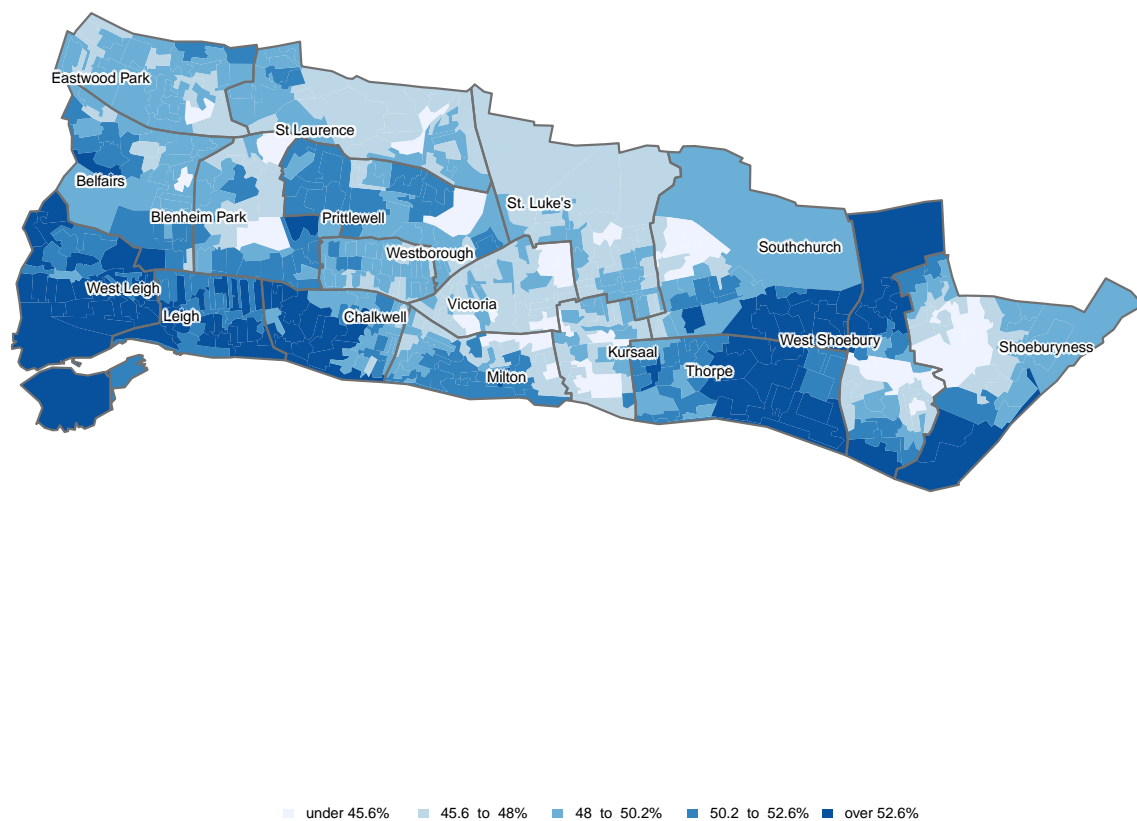 Eastwood Park
St Laurence
Belfairs
Blenheim Park
Prittlewell
St. Luke's
Southchurch
Westborough
West Leigh
Victoria
Leigh
Chalkwell
West Shoebury
Shoeburyness
Kursaal
Thorpe
Milton
under 45.6% 45.6 to 48% 48 to 50.2% 50.2 to 52.6% over 52.6%